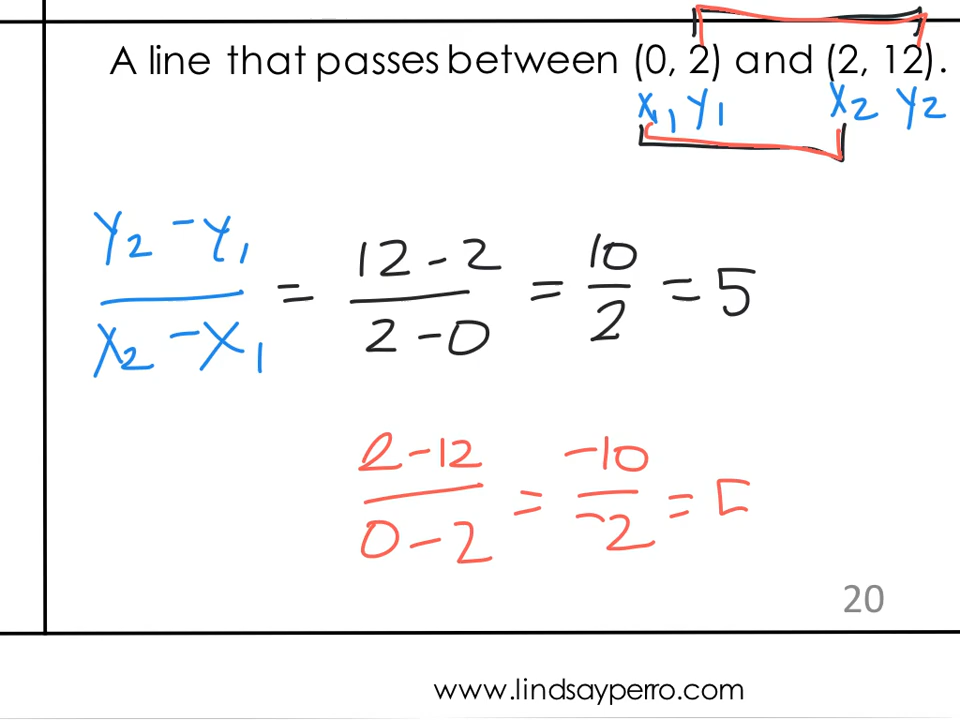 A line that passes between (0, 2) and (2, 12).
x₁ y₁ x₂ y₂
y₂ - y₁ / x₂ - x₁ = 12 - 2 / 2 - 0 = 10 / 2 = 5
2 - 12 / 0 - 2 = -10 / -2 = 5
20
www.lindsayperro.com